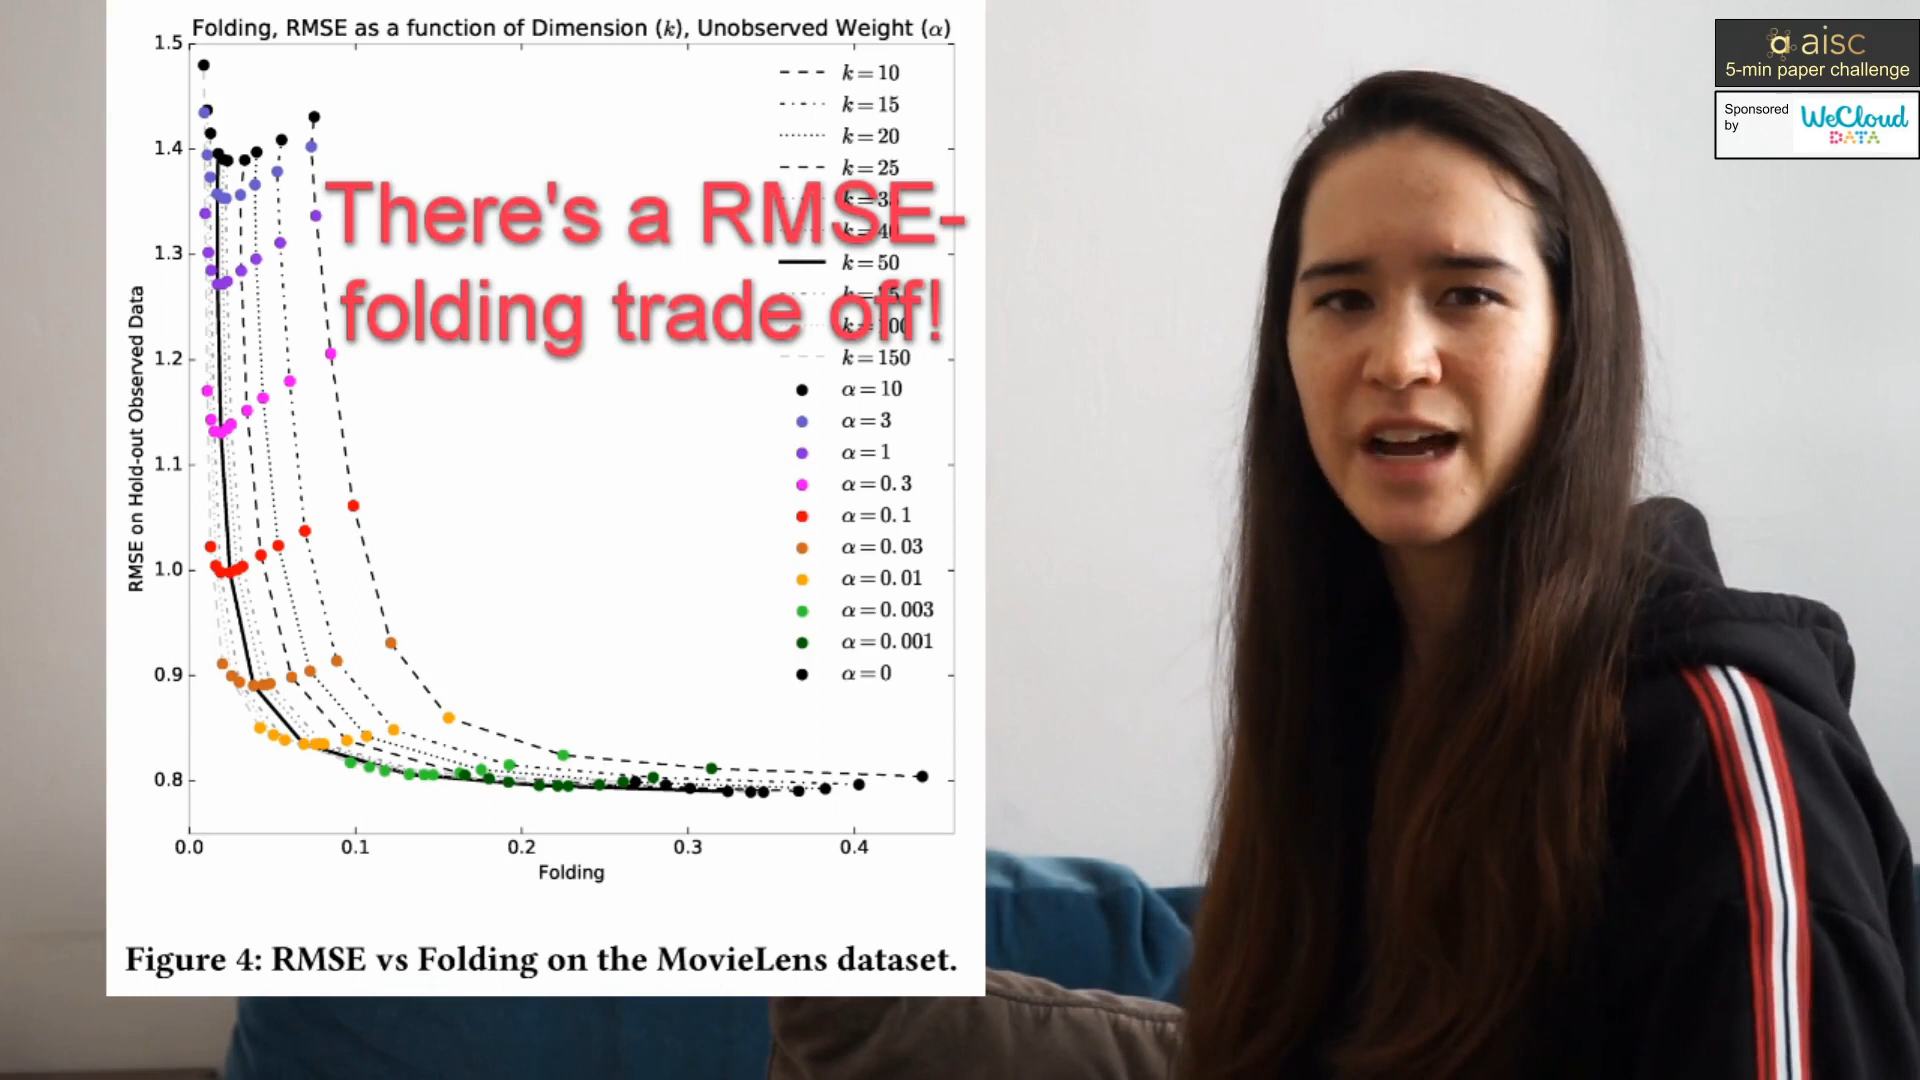 Folding, RMSE as a function of Dimension (k), Unobserved Weight (α)
1.5
1.4
1.3
1.2
1.1
1.0
0.9
0.8
RMSE on Hold-out Observed Data
0.0 0.1 0.2 0.3 0.4
Folding
k = 10
k = 15
k = 20
k = 25
k = 50
k = 100
k = 150
α = 10
α = 3
α = 1
α = 0.3
α = 0.1
α = 0.03
α = 0.01
α = 0.003
α = 0.001
α = 0
There's a RMSE-
folding trade off!
Figure 4: RMSE vs Folding on the MovieLens dataset.
aisc
5-min paper challenge
Sponsored
by
WeCloud
DATA